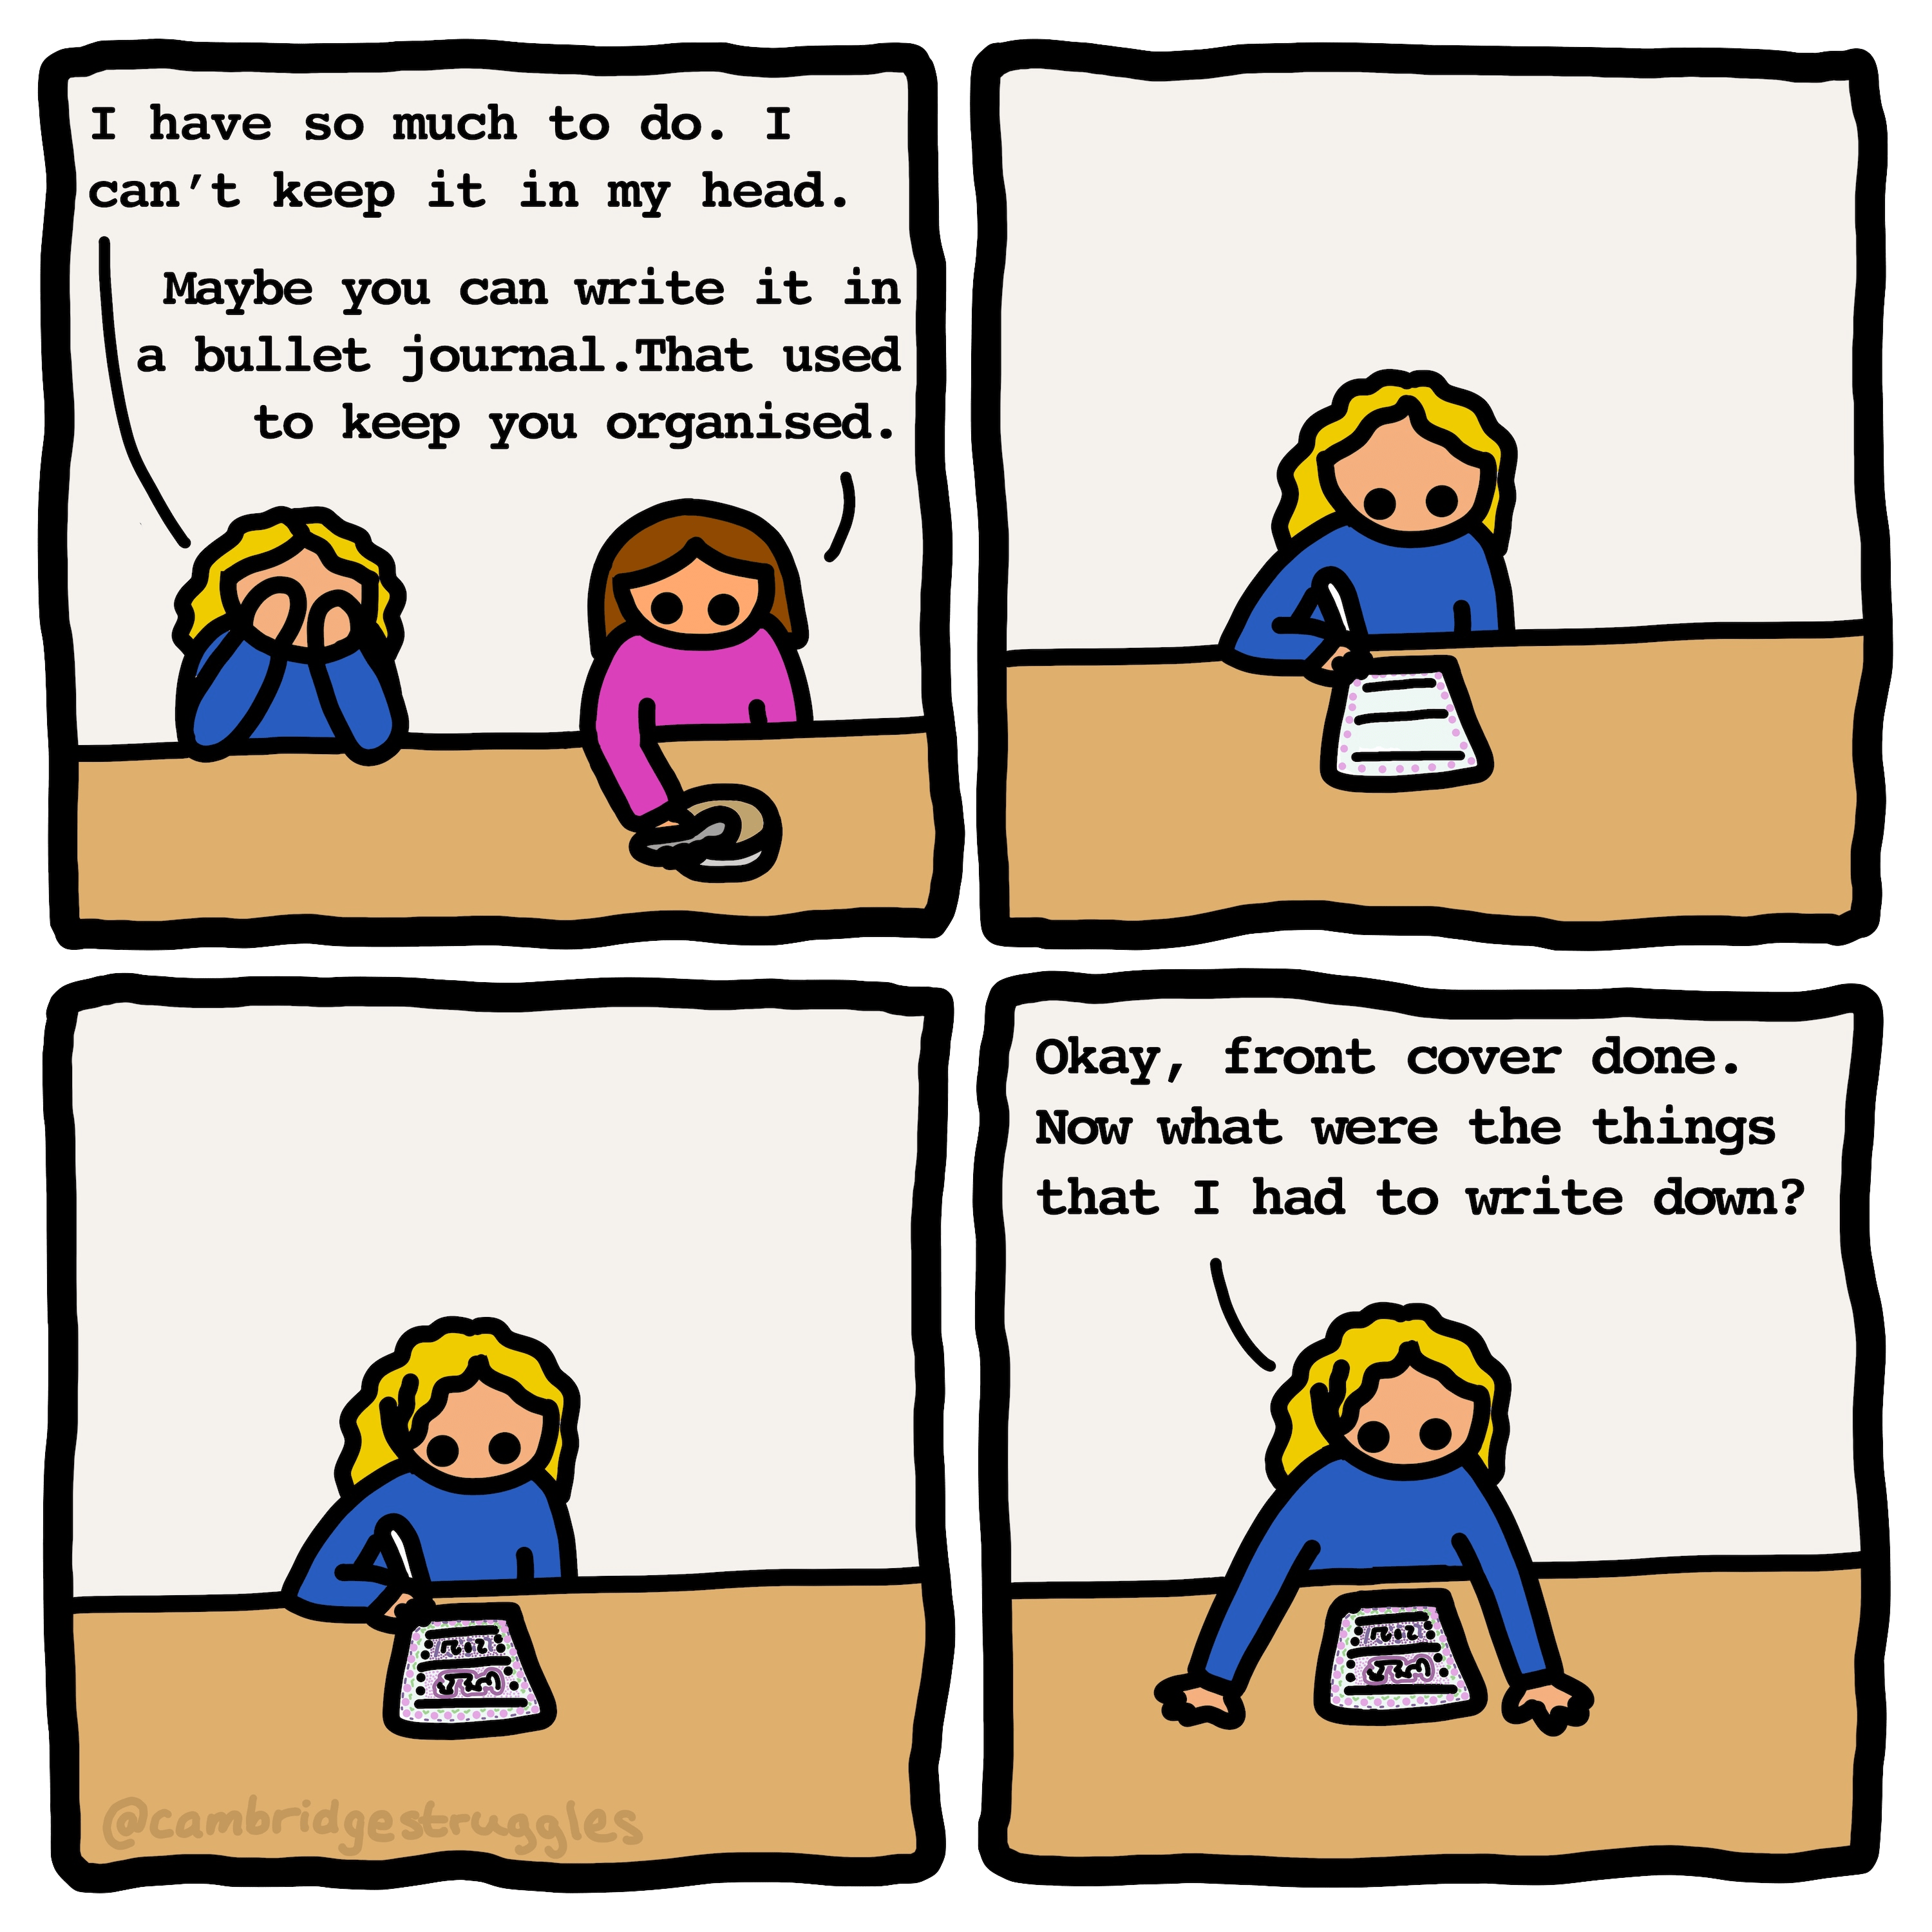 I have so much to do. I
can't keep it in my head.
Maybe you can write it in
a bullet journal.That used
to keep you organised.
@cambridgestruggles
Okay, front cover done.
Now what were the things
that I had to write down?